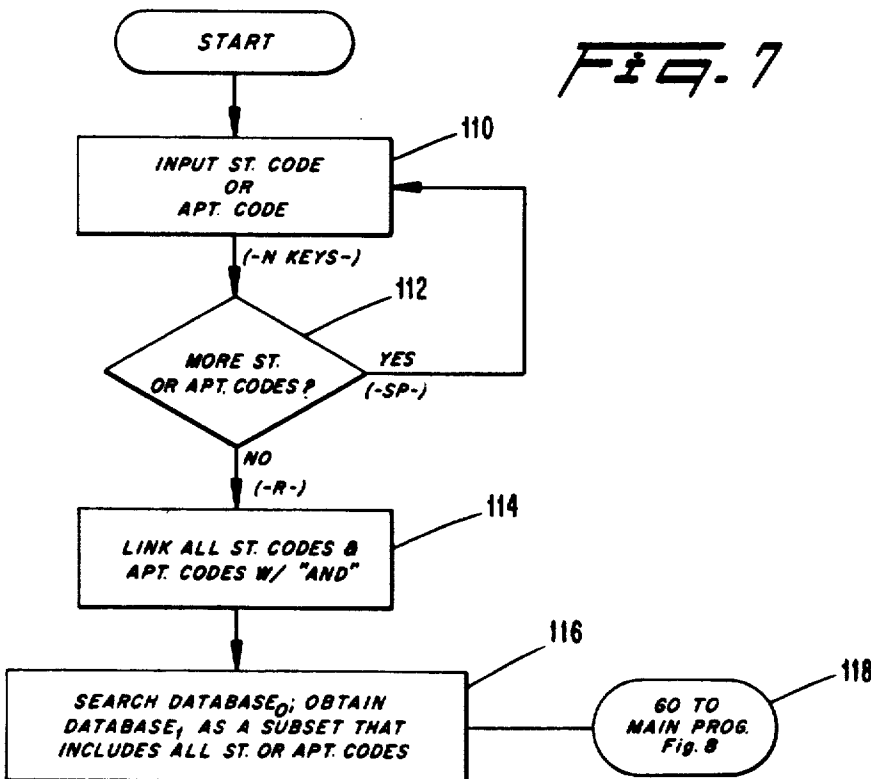 START
Fig. 7
110
INPUT ST. CODE
OR
APT. CODE
(-N KEYS-)
112
MORE ST.
OR APT. CODES?
YES
(-SP-)
NO
(-R-)
114
LINK ALL ST. CODES &
APT. CODES W/ "AND"
116
SEARCH DATABASE₀; OBTAIN
DATABASE₁ AS A SUBSET THAT
INCLUDES ALL ST. OR APT. CODES
118
GO TO
MAIN PROG.
Fig. 8